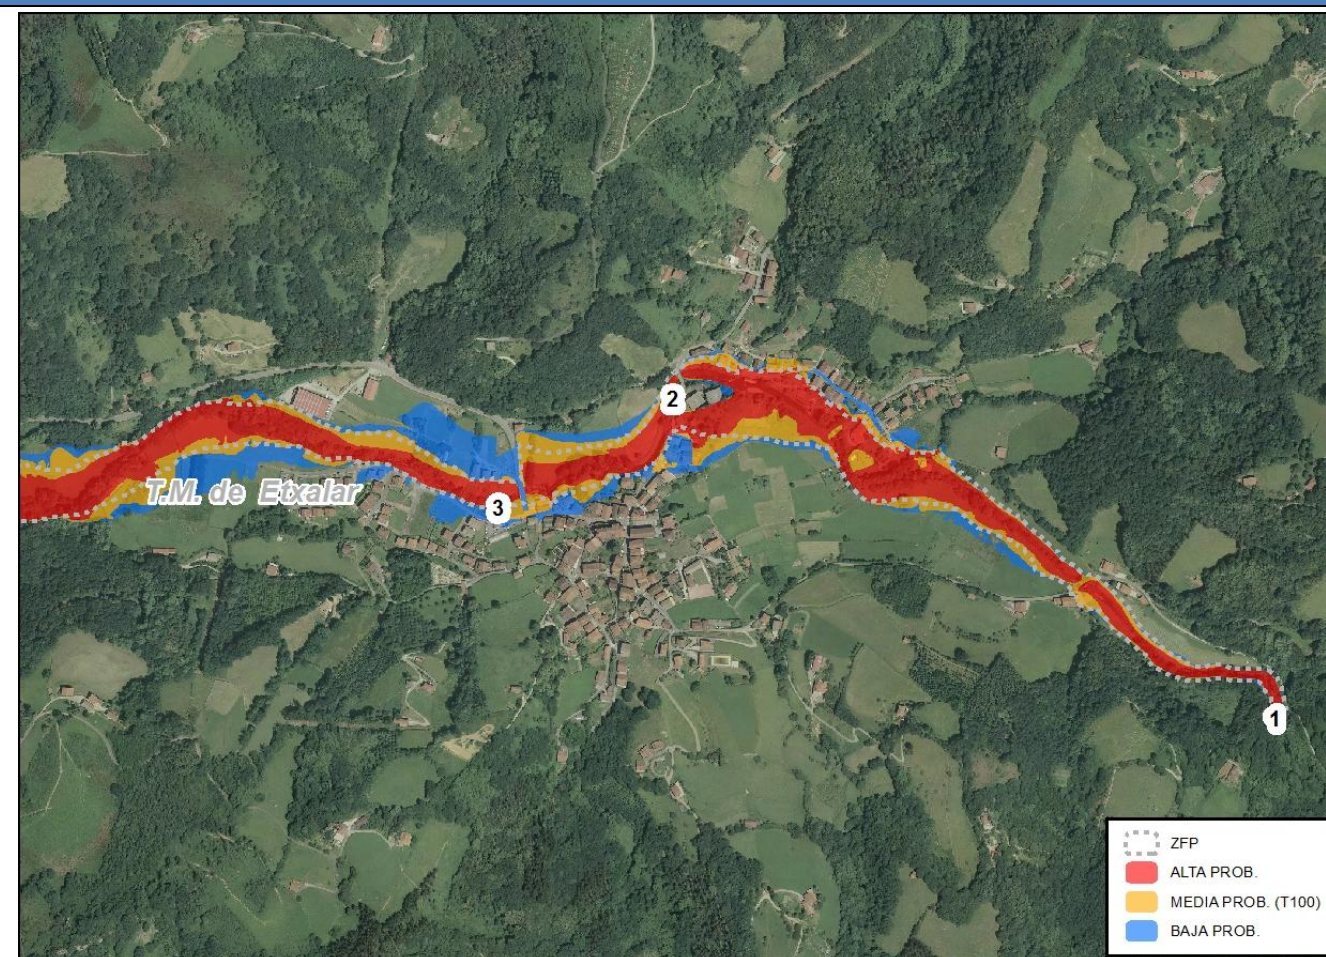 2
T.M. de Etxalar
3
1
ZFP
ALTA PROB.
MEDIA PROB. (T100)
BAJA PROB.